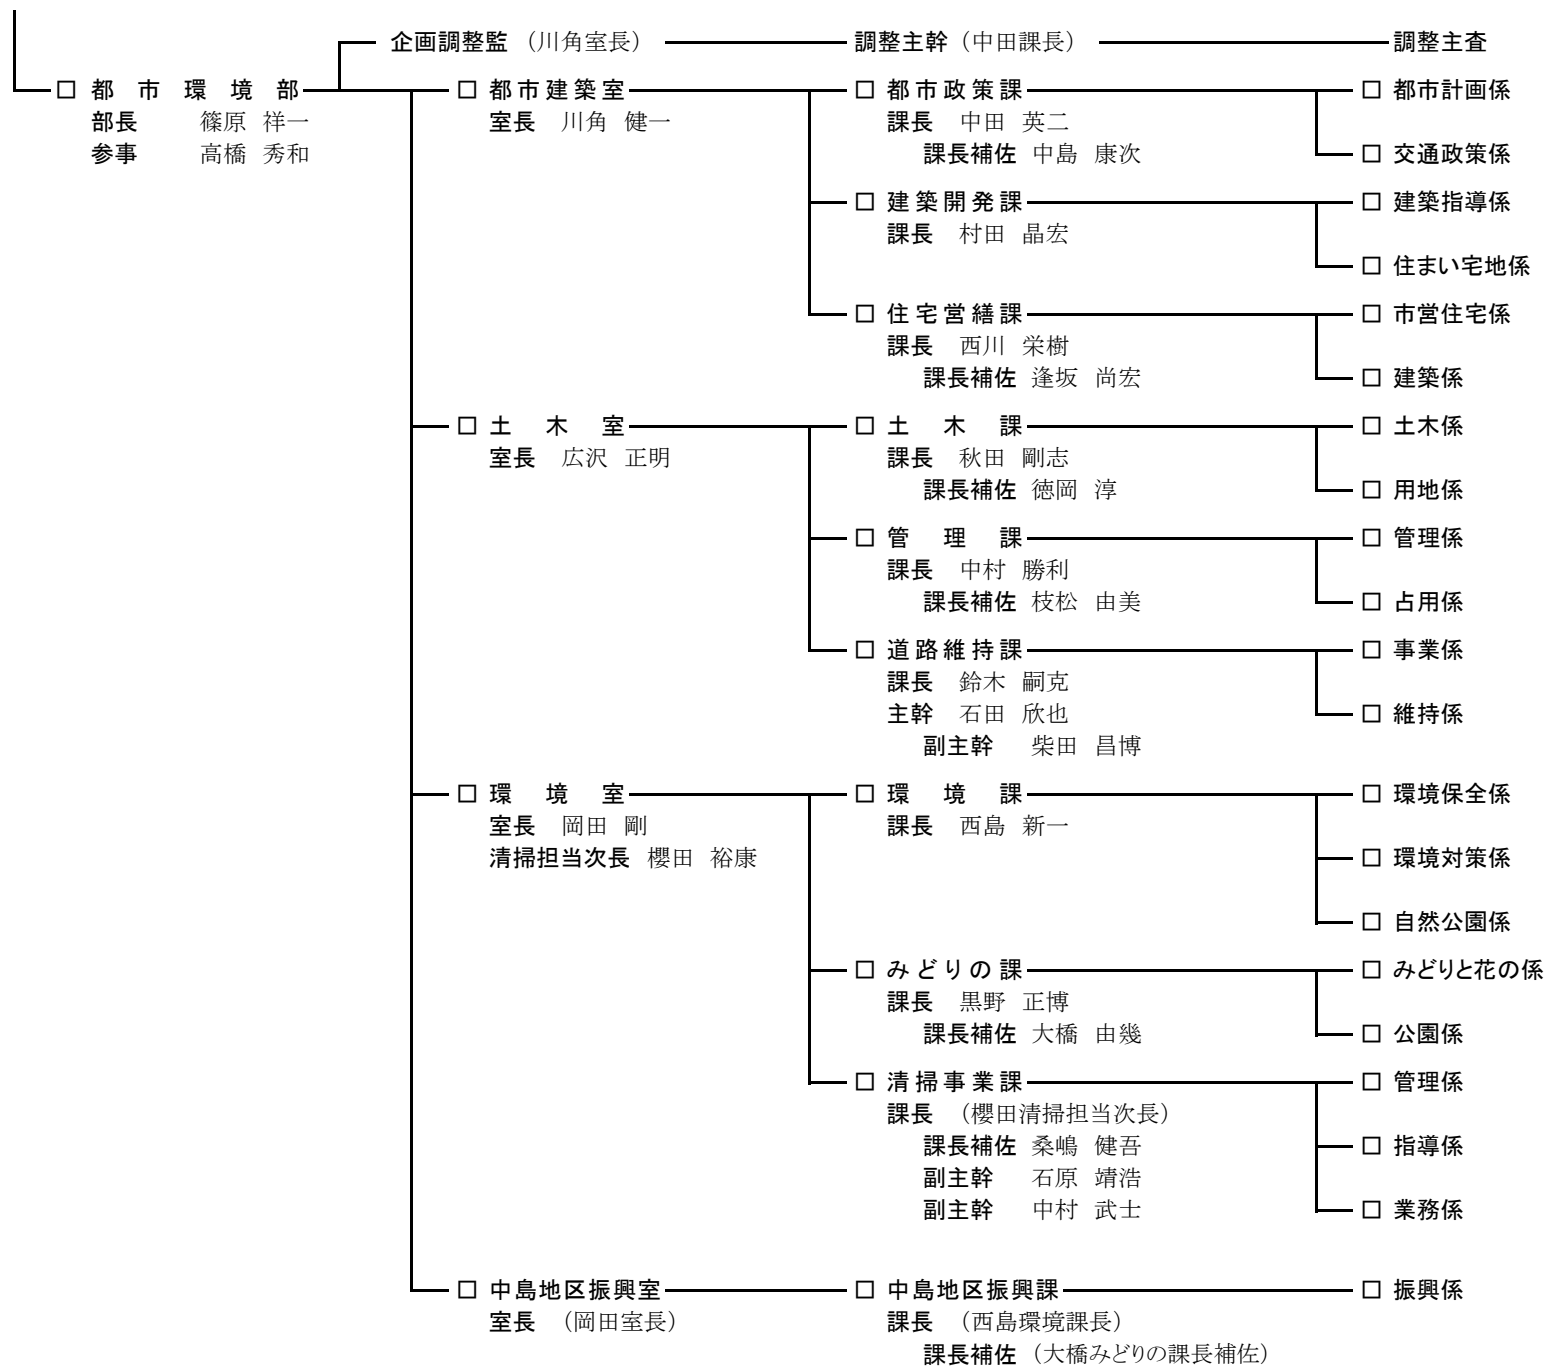 企画調整監 （川角室長） 調整主幹 （中田課長） 調整主査
□ 都市環境部 □ 都市建築室 □ 都市政策課 □ 都市計画係
部長 篠原 祥一 室長 川角 健一 課長 中田 英二
参事 高橋 秀和 課長補佐 中島 康次 □ 交通政策係
□ 建築開発課 □ 建築指導係
課長 村田 晶宏
□ 住まい宅地係
□ 住宅営繕課 □ 市営住宅係
課長 西川 栄樹
課長補佐 逢坂 尚宏 □ 建築係
□ 土木室 □ 土木課 □ 土木係
室長 広沢 正明 課長 秋田 剛志
課長補佐 徳岡 淳 □ 用地係
□ 管理課 □ 管理係
課長 中村 勝利
課長補佐 枝松 由美 □ 占用係
□ 道路維持課 □ 事業係
課長 鈴木 嗣克
主幹 石田 欣也 □ 維持係
副主幹 柴田 昌博
□ 環境室 □ 環境課 □ 環境保全係
室長 岡田 剛 課長 西島 新一
清掃担当次長 櫻田 裕康 □ 環境対策係
□ 自然公園係
□ みどりの課 □ みどりと花の係
課長 黒野 正博
課長補佐 大橋 由幾 □ 公園係
□ 清掃事業課 □ 管理係
課長 （櫻田清掃担当次長）
課長補佐 桑嶋 健吾 □ 指導係
副主幹 石原 靖浩
副主幹 中村 武士 □ 業務係
□ 中島地区振興室 □ 中島地区振興課 □ 振興係
室長 （岡田室長） 課長 （西島環境課長）
課長補佐 （大橋みどりの課長補佐）